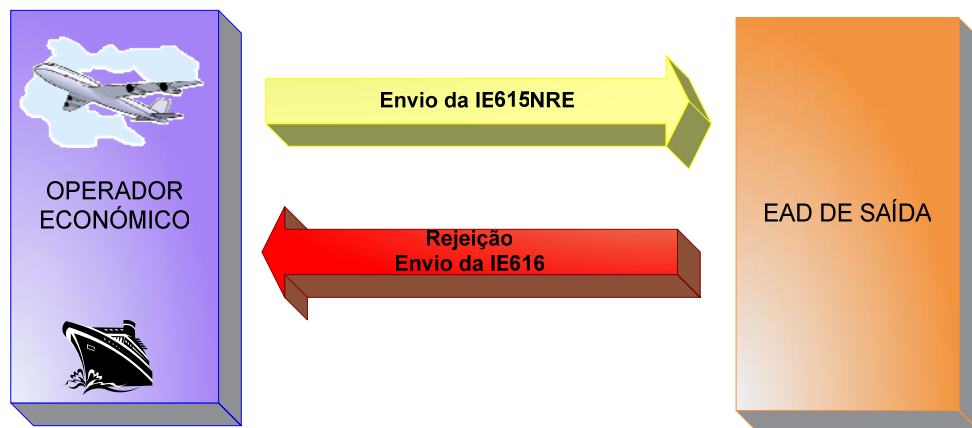 Envio da IE615NRE
OPERADOR
ECONÓMICO
EAD DE SAÍDA
Rejeição
Envio da IE616